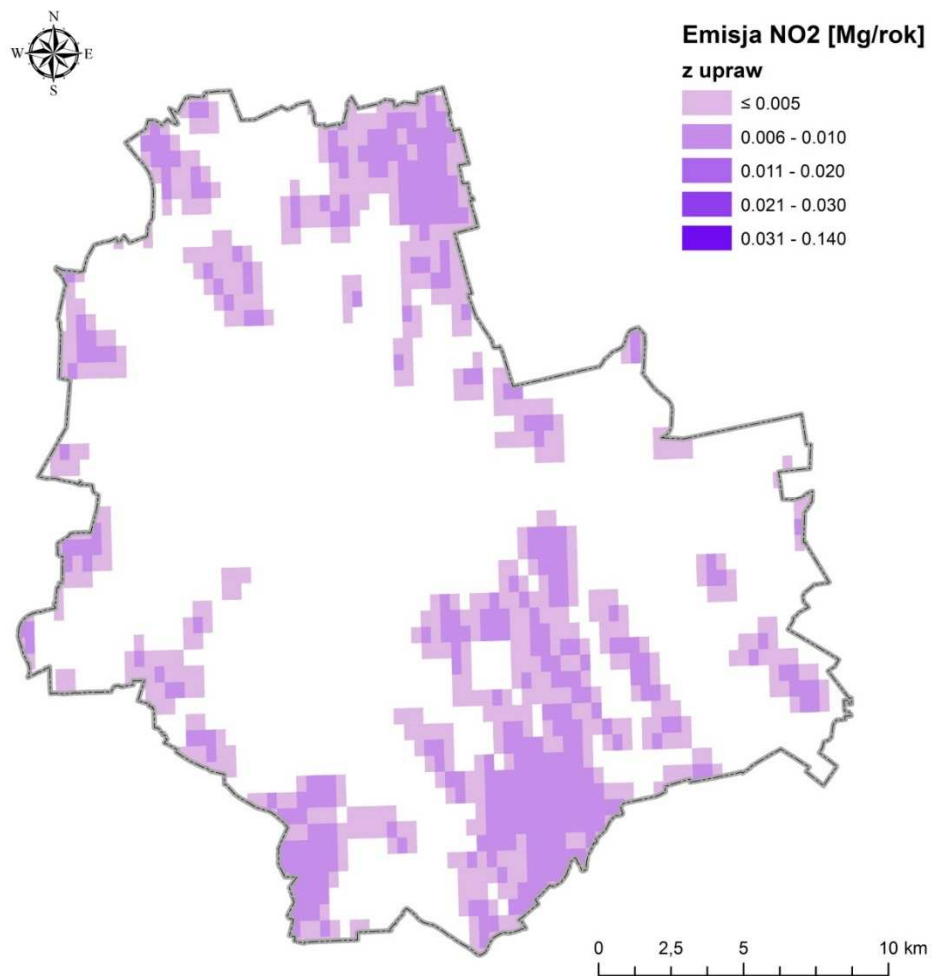 N
W E
S
Emisja NO2 [Mg/rok]
z upraw
≤ 0.005
0.006 - 0.010
0.011 - 0.020
0.021 - 0.030
0.031 - 0.140
0 2,5 5 10 km